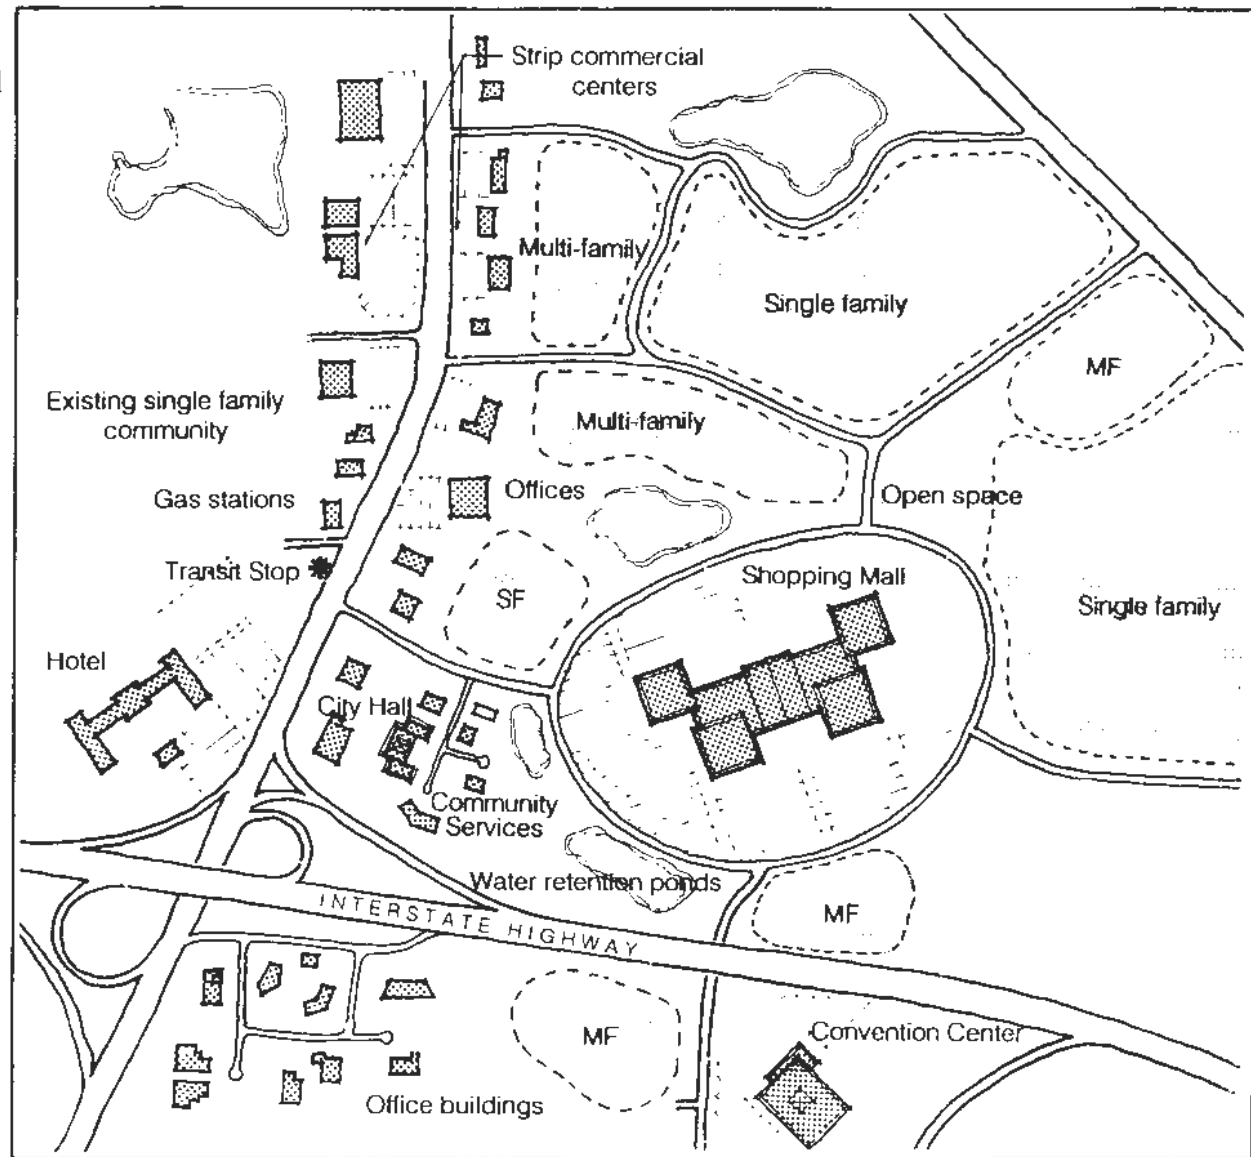 Strip commercial
centers
Multi-family
Single family
MF
Existing single family
community
Multi-family
Gas stations
Offices
Open space
Transit Stop
SF
Shopping Mall
Single family
Hotel
City Hall
Community
Services
Water retention ponds
MF
INTERSTATE HIGHWAY
MF
Convention Center
Office buildings